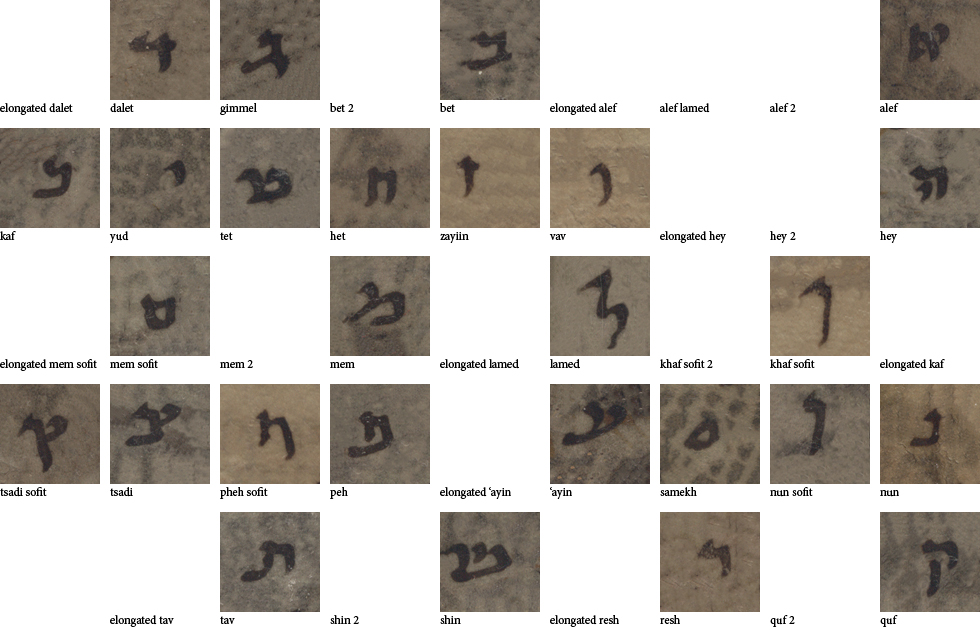 א ב ג ד
elongated dalet dalet gimmel bet 2 bet elongated alef alef lamed alef 2 alef
ה ו ז ח ט י כ
kaf yud tet het zayiin vav elongated hey hey 2 hey
ך ל מ ם
elongated mem sofit mem sofit mem 2 mem elongated lamed lamed khaf sofit 2 khaf sofit elongated kaf
נ ן ס ע פ ף צ ץ
tsadi sofit tsadi pheh sofit peh elongated ‘ayin ‘ayin samekh nun sofit nun
ק ר ש ת
elongated tav tav shin 2 shin elongated resh resh quf 2 quf